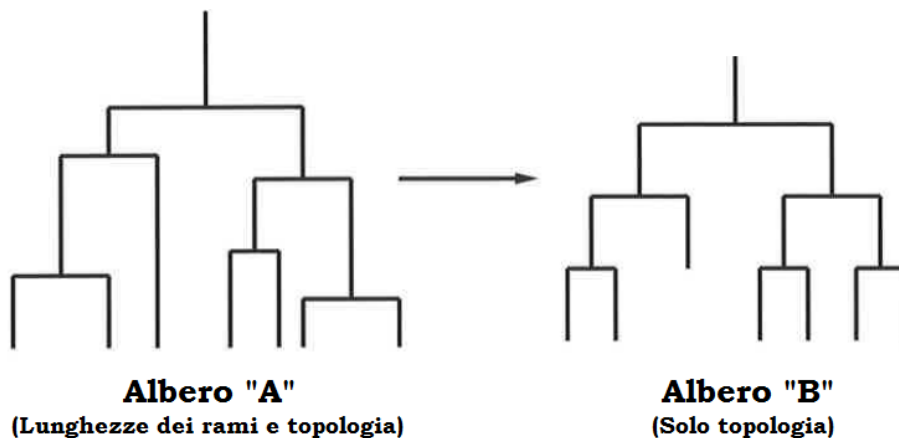 Albero "A"
(Lunghezze dei rami e topologia)
Albero "B"
(Solo topologia)